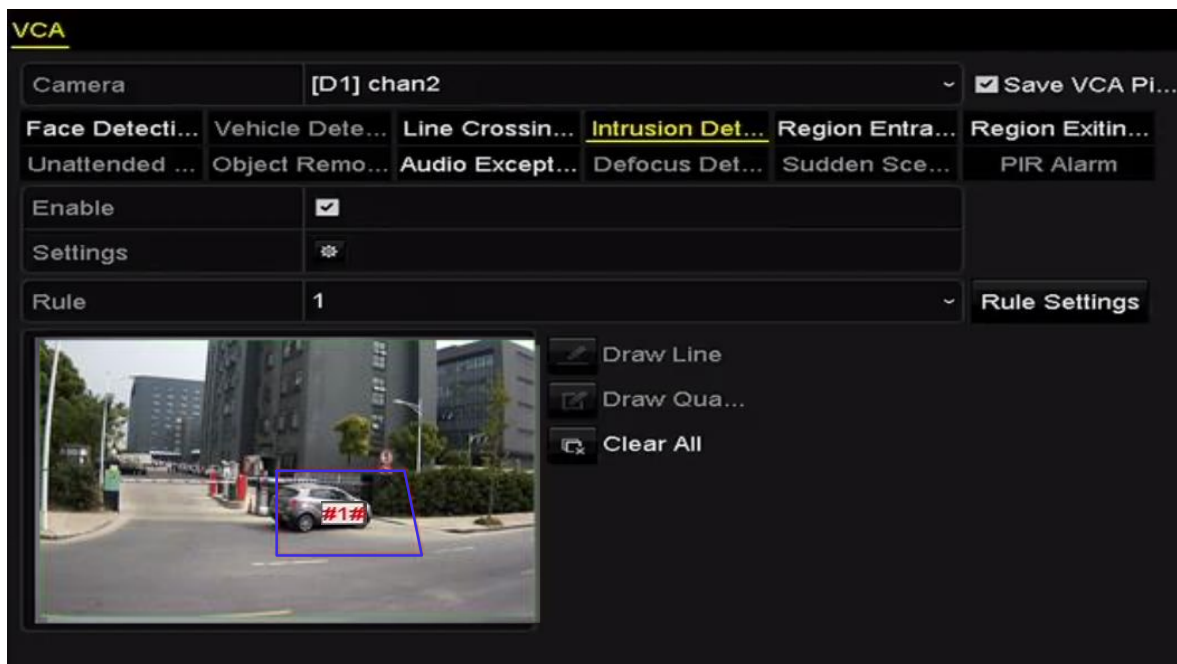 VCA
Camera [D1] chan2 Save VCA Pi...
Face Detecti... Vehicle Dete... Line Crossin... Intrusion Det... Region Entra... Region Exitin...
Unattended ... Object Remo... Audio Except... Defocus Det... Sudden Sce... PIR Alarm
Enable
Settings
Rule 1 Rule Settings
Draw Line
Draw Qua...
Clear All
#1#